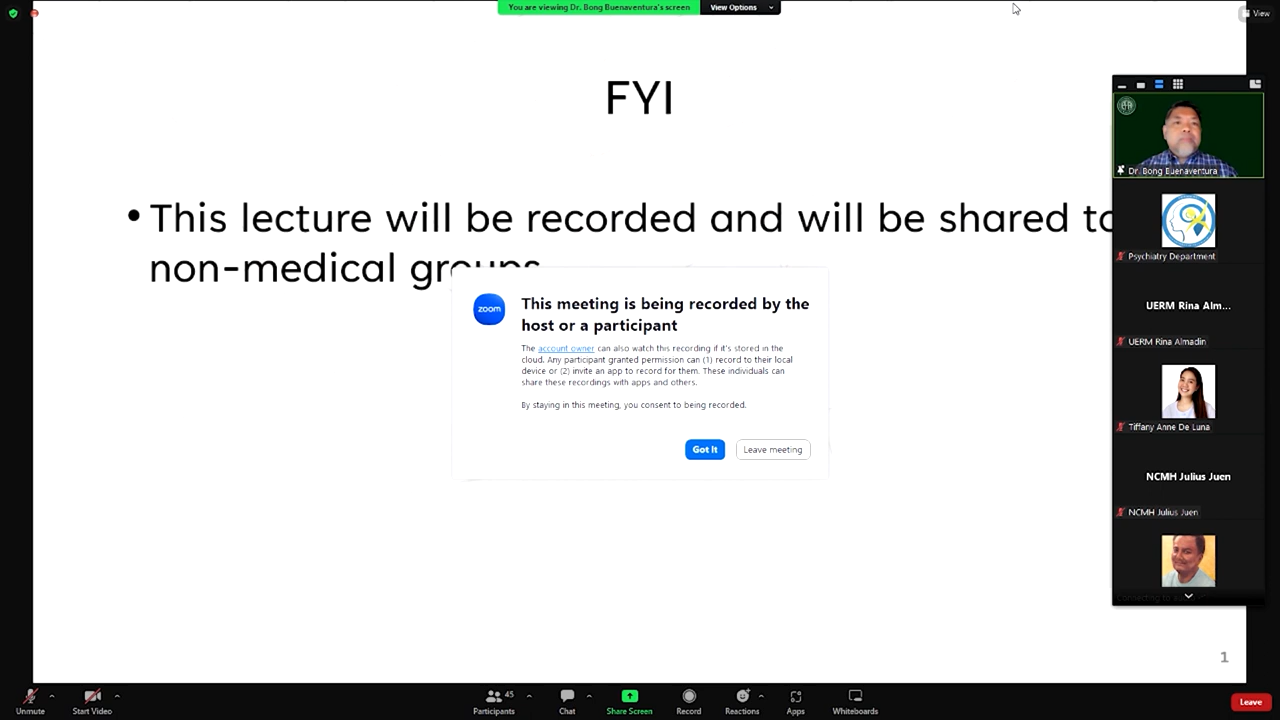 You are viewing Dr. Bong Buenaventura's screen
View Options
View
FYI
• This lecture will be recorded and will be shared to
non-medical groups
zoom
This meeting is being recorded by the
host or a participant
The account owner can also watch this recording if it's stored in the
cloud. Any participant granted permission can (1) record to their local
device or (2) invite an app to record for them. These individuals can
share these recordings with apps and others.
By staying in this meeting, you consent to being recorded.
Got It
Leave meeting
Dr. Bong Buenaventura
Psychiatry Department
UERM Rina Alm...
UERM Rina Almadin
Tiffany Anne De Luna
NCMH Julius Juen
NCMH Julius Juen
1
Unmute
Start Video
45
Participants
Chat
Share Screen
Record
Reactions
Apps
Whiteboards
Leave